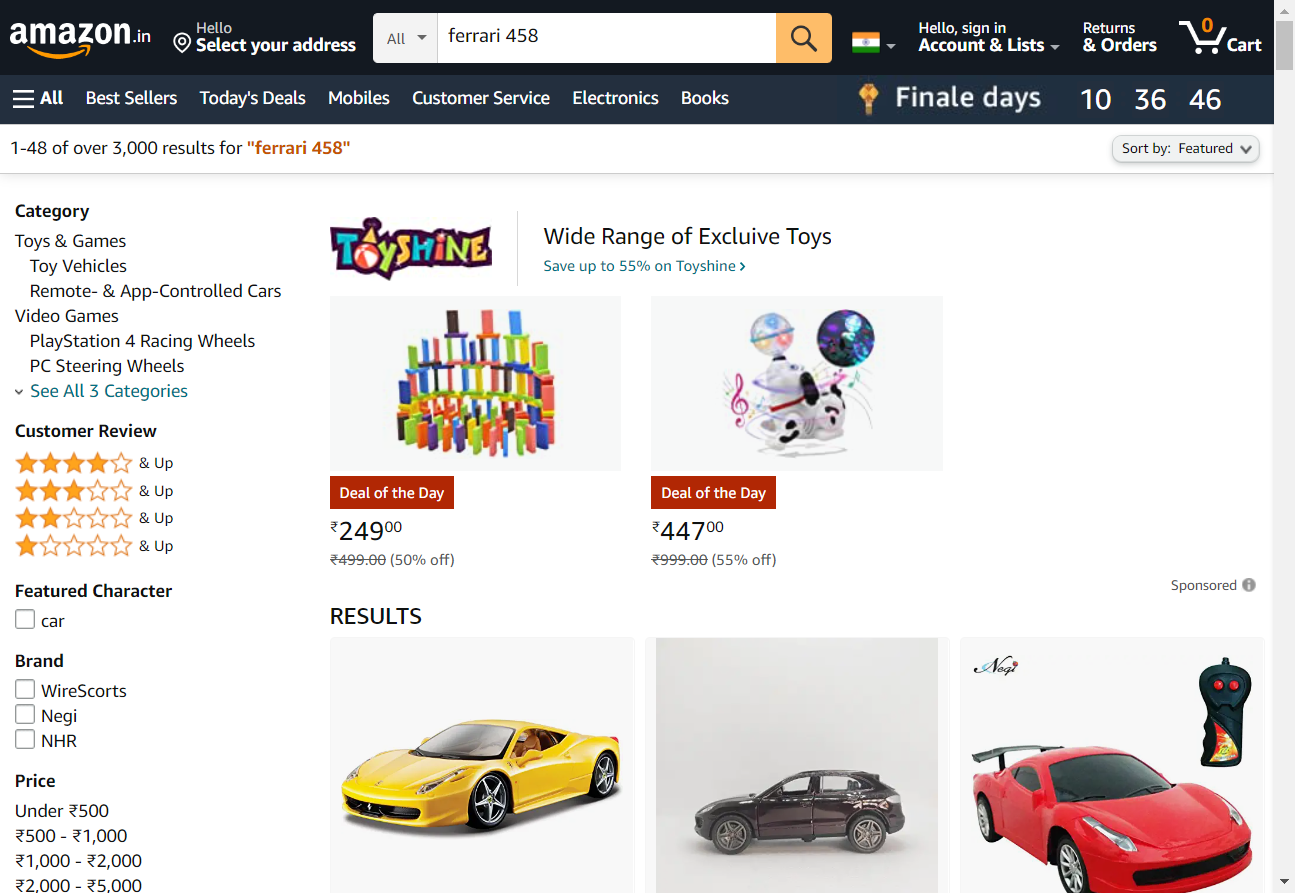 amazon.in
Hello
Select your address
All
ferrari 458
Hello, sign in
Account & Lists
Returns
& Orders
0
Cart
All
Best Sellers
Today's Deals
Mobiles
Customer Service
Electronics
Books
Finale days
10 36 46
1-48 of over 3,000 results for "ferrari 458"
Sort by: Featured
Category
Toys & Games
Toy Vehicles
Remote- & App-Controlled Cars
Video Games
PlayStation 4 Racing Wheels
PC Steering Wheels
See All 3 Categories
Customer Review
& Up
& Up
& Up
& Up
Featured Character
car
Brand
WireScorts
Negi
NHR
Price
Under ₹500
₹500 - ₹1,000
₹1,000 - ₹2,000
₹2,000 - ₹5,000
TOYSHINE
Wide Range of Excluive Toys
Save up to 55% on Toyshine ›
Deal of the Day
₹24900
₹499.00 (50% off)
Deal of the Day
₹44700
₹999.00 (55% off)
Sponsored
RESULTS
Negi